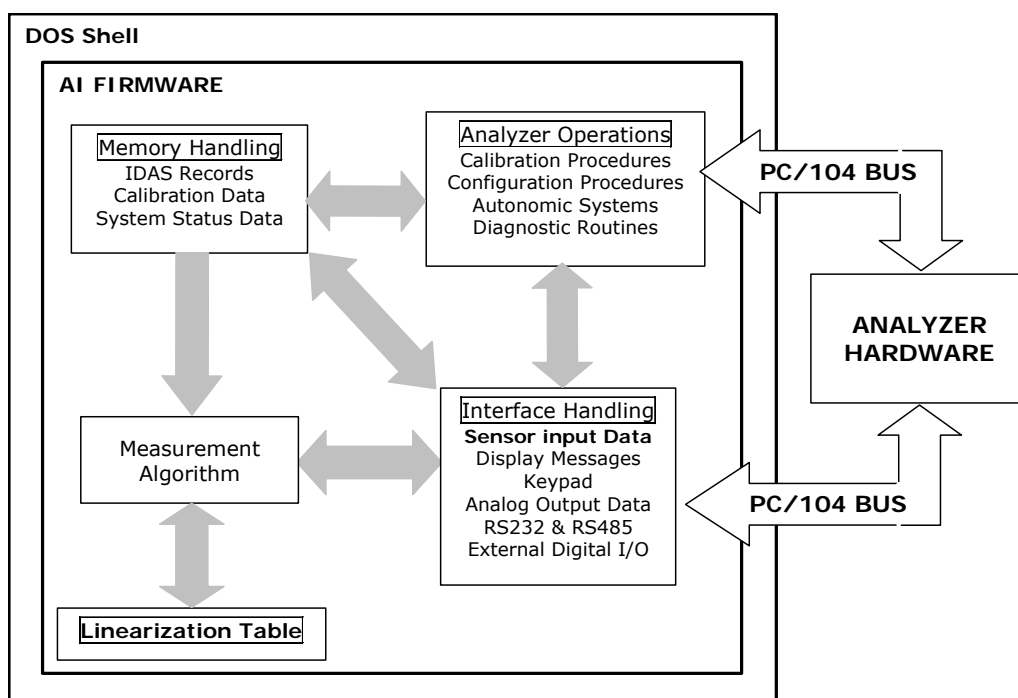 DOS Shell
AI FIRMWARE
Memory Handling
IDAS Records
Calibration Data
System Status Data
Analyzer Operations
Calibration Procedures
Configuration Procedures
Autonomic Systems
Diagnostic Routines
PC/104 BUS
ANALYZER
HARDWARE
Measurement
Algorithm
Interface Handling
Sensor input Data
Display Messages
Keypad
Analog Output Data
RS232 & RS485
External Digital I/O
PC/104 BUS
Linearization Table